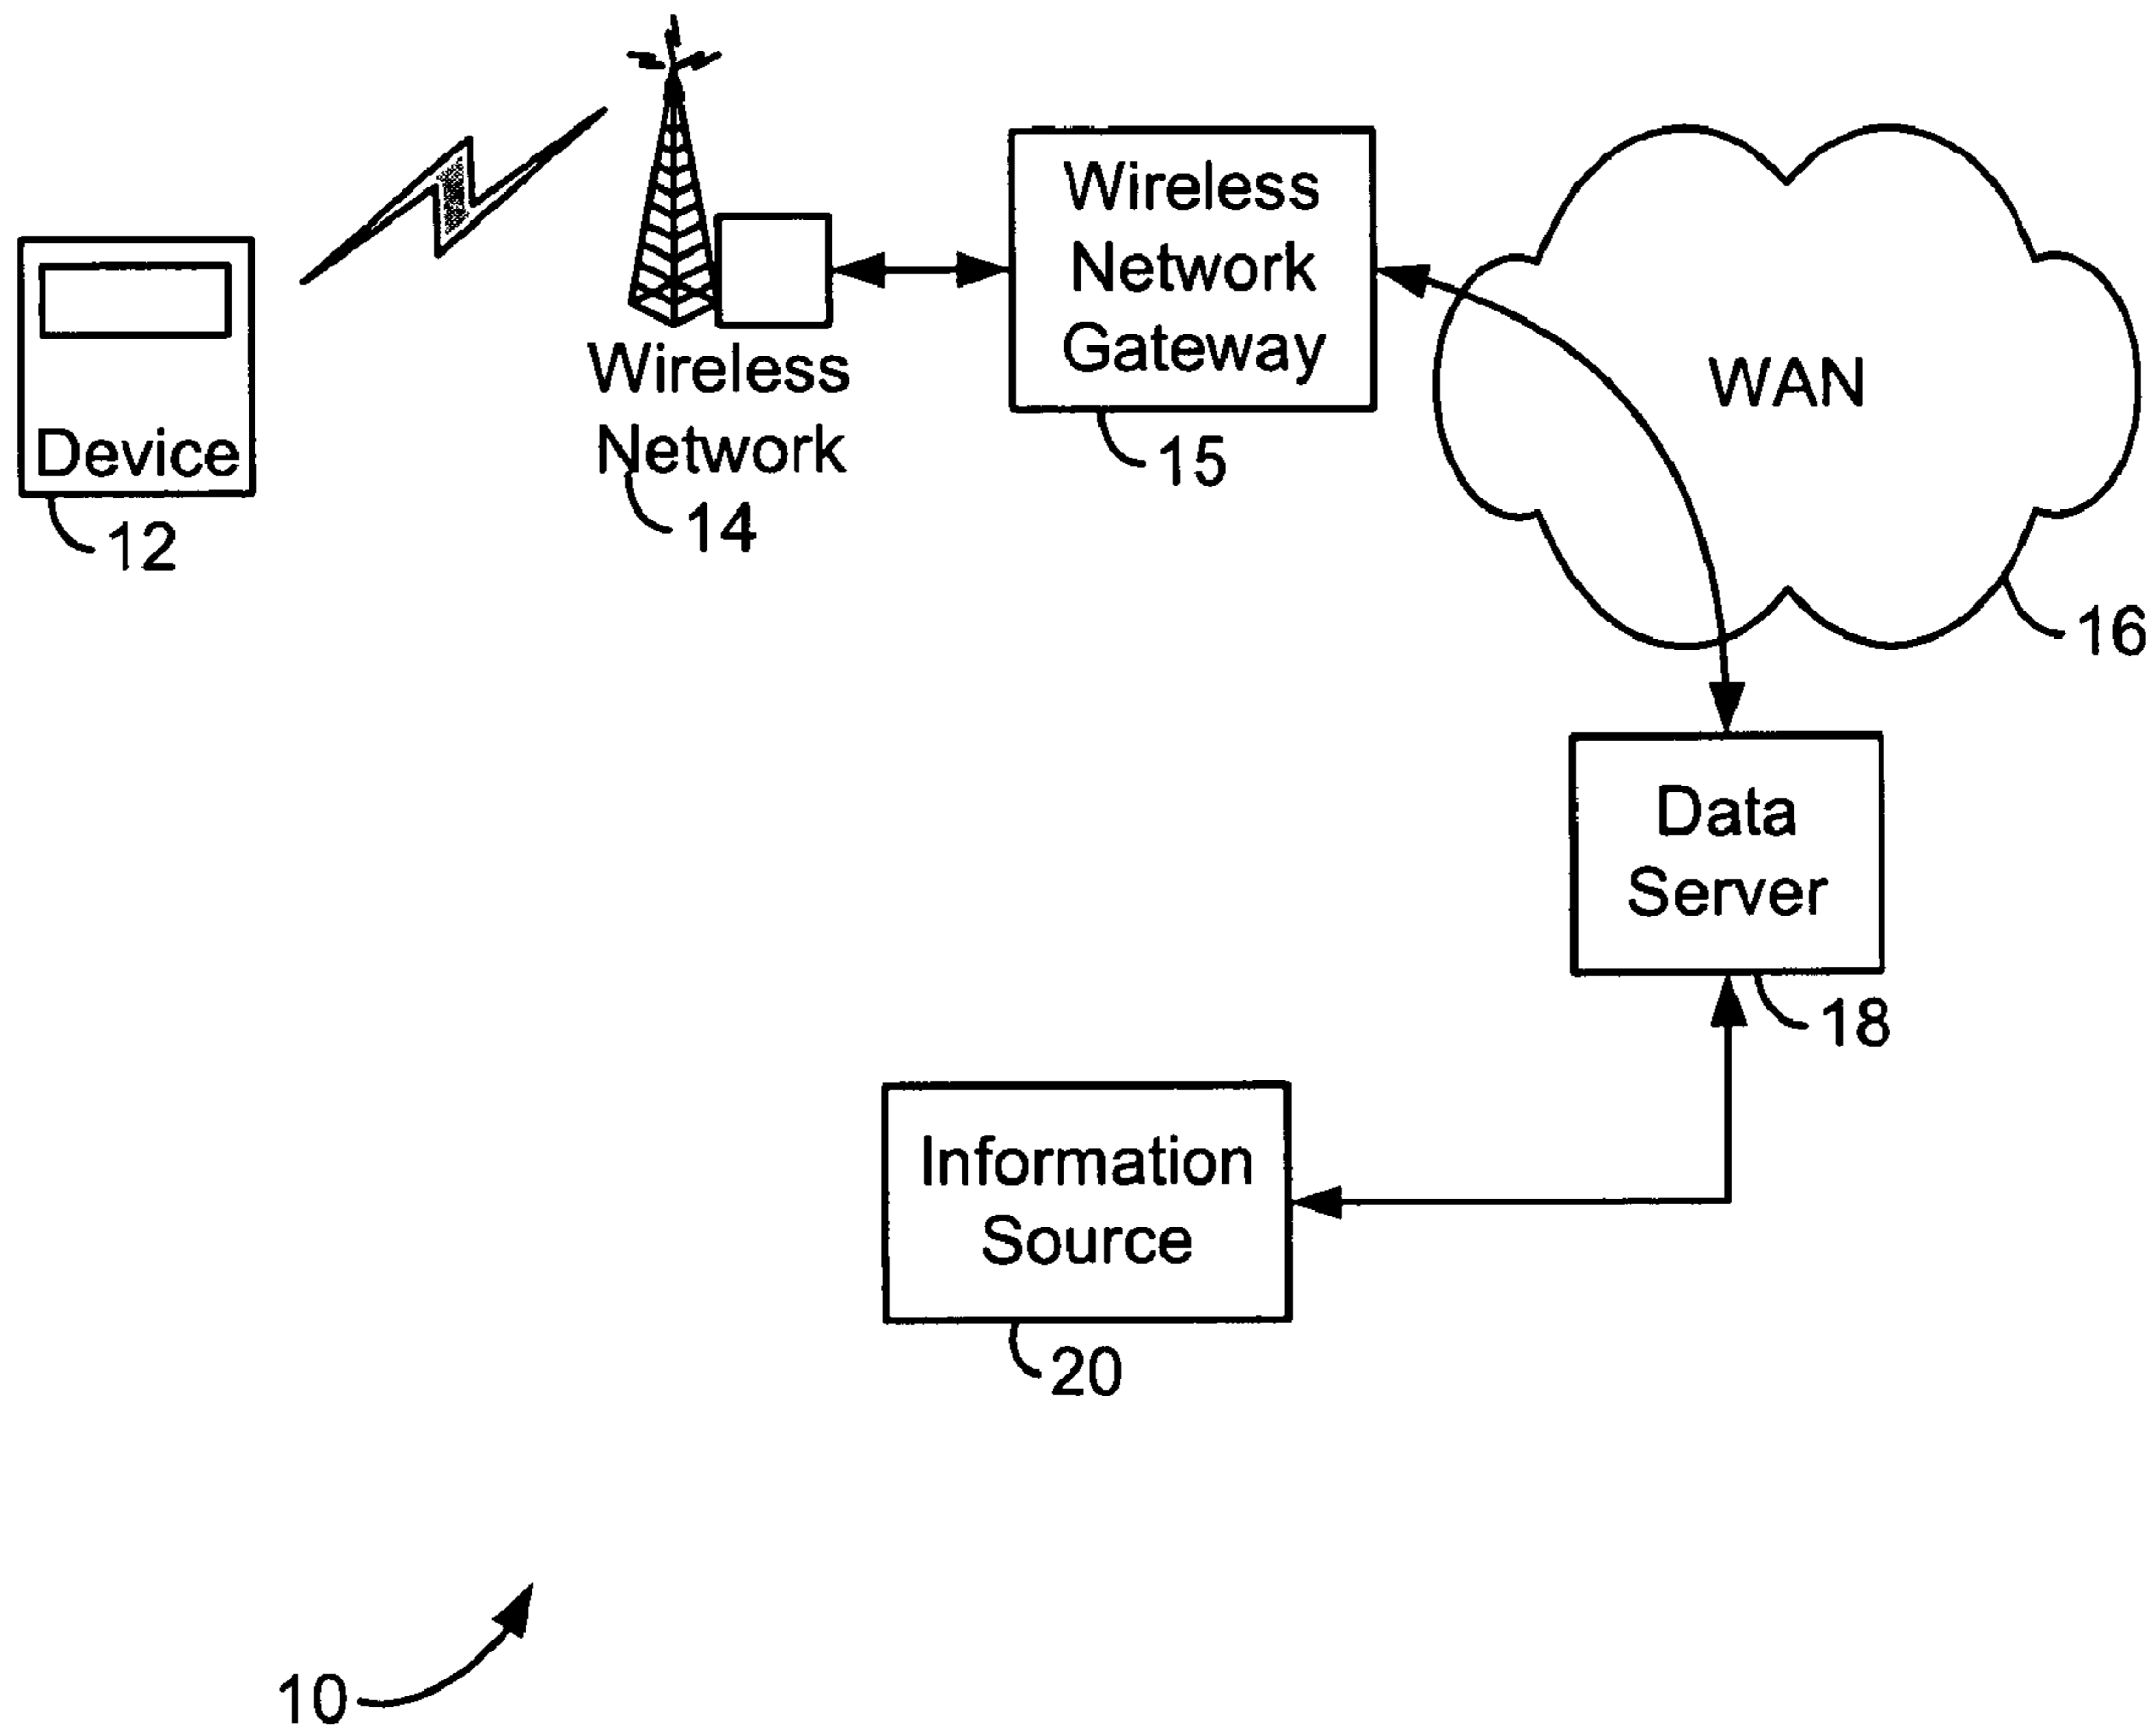 Device
12
Wireless
Network
14
Wireless
Network
Gateway
15
WAN
16
Data
Server
18
Information
Source
20
10